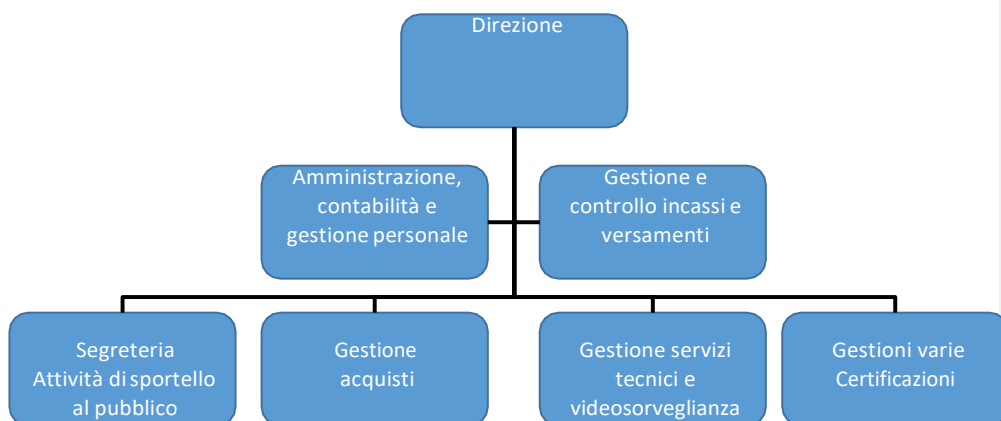 Direzione
Amministrazione,
contabilità e
gestione personale
Gestione e
controllo incassi e
versamenti
Segreteria
Attività di sportello
al pubblico
Gestione
acquisti
Gestione servizi
tecnici e
videosorveglianza
Gestioni varie
Certificazioni